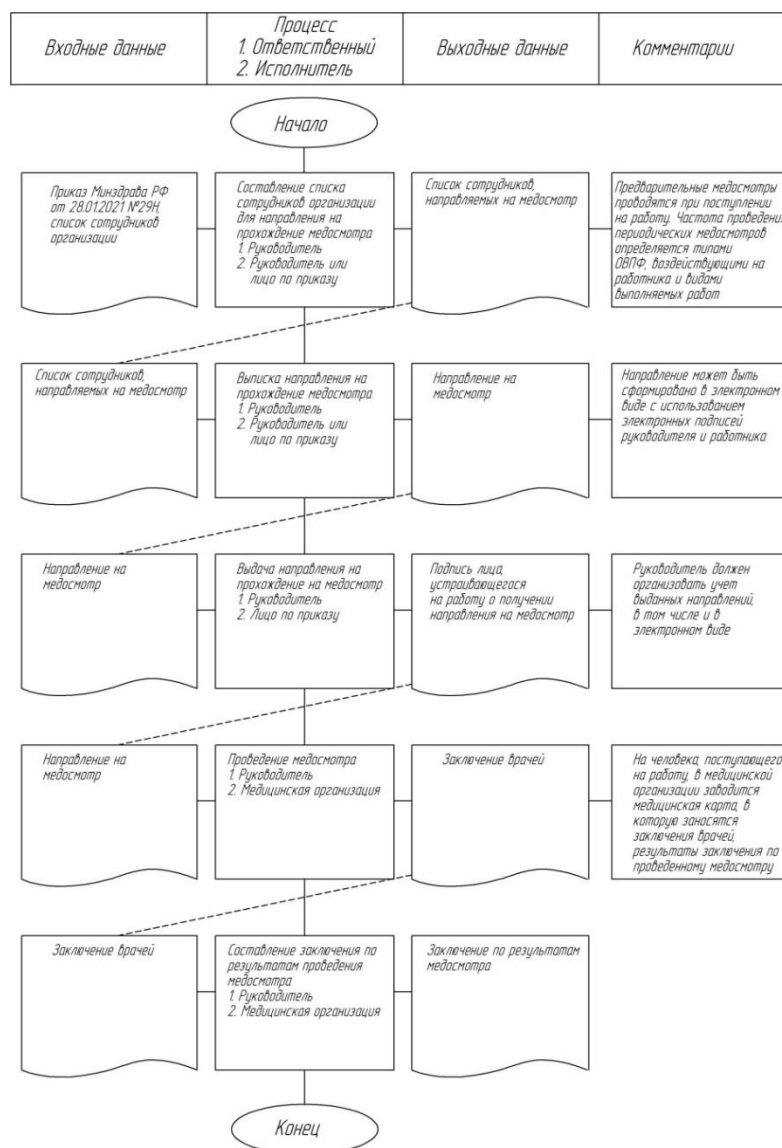 Входные данные
Процесс
1. Ответственный
2. Исполнитель
Выходные данные
Комментарии
Начало
Приказ Минздрава РФ
от 28.01.2021 №29Н,
список сотрудников
организации
Составление списка
сотрудников организации
для направления на
прохождение медосмотра
1. Руководитель
2. Руководитель или
лицо по приказу
Список сотрудников,
направляемых на медосмотр
Предварительные медосмотры
проводятся при поступлении
на работу. Частота проведения
периодических медосмотров
определяется типами
ОВПФ, воздействующими на
работника и видами
выполняемых работ
Список сотрудников,
направляемых на медосмотр
Выписка направления на
прохождение медосмотра
1. Руководитель
2. Руководитель или
лицо по приказу
Направление на
медосмотр
Направление может быть
сформировано в электронном
виде с использованием
электронных подписей
руководителя и работника
Направление на
медосмотр
Выдача направления на
прохождение на медосмотр
1. Руководитель
2. Лицо по приказу
Подпись лица,
устраивающегося
на работу о получении
направления на медосмотр
Руководитель должен
организовать учет
выданных направлений,
в том числе и в
электронном виде
Направление на
медосмотр
Проведение медосмотра
1. Руководитель
2. Медицинская организация
Заключение врачей
На человека, поступающего
на работу, в медицинской
организации заводится
медицинская карта, в
которую заносятся
заключения врачей,
результаты заключения по
проведенному медосмотру
Заключение врачей
Составление заключения по
результатам проведения
медосмотра
1. Руководитель
2. Медицинская организация
Заключение по результатам
медосмотра
Конец